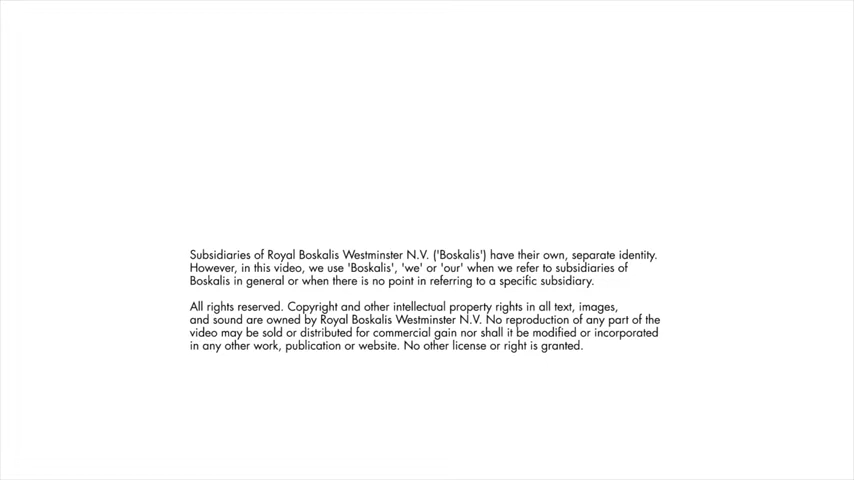 Subsidiaries of Royal Boskalis Westminster N.V. ('Boskalis') have their own, separate identity.
However, in this video, we use 'Boskalis', 'we' or 'our' when we refer to subsidiaries of
Boskalis in general or when there is no point in referring to a specific subsidiary.
All rights reserved. Copyright and other intellectual property rights in all text, images,
and sound are owned by Royal Boskalis Westminster N.V. No reproduction of any part of the
video may be sold or distributed for commercial gain nor shall it be modified or incorporated
in any other work, publication or website. No other license or right is granted.